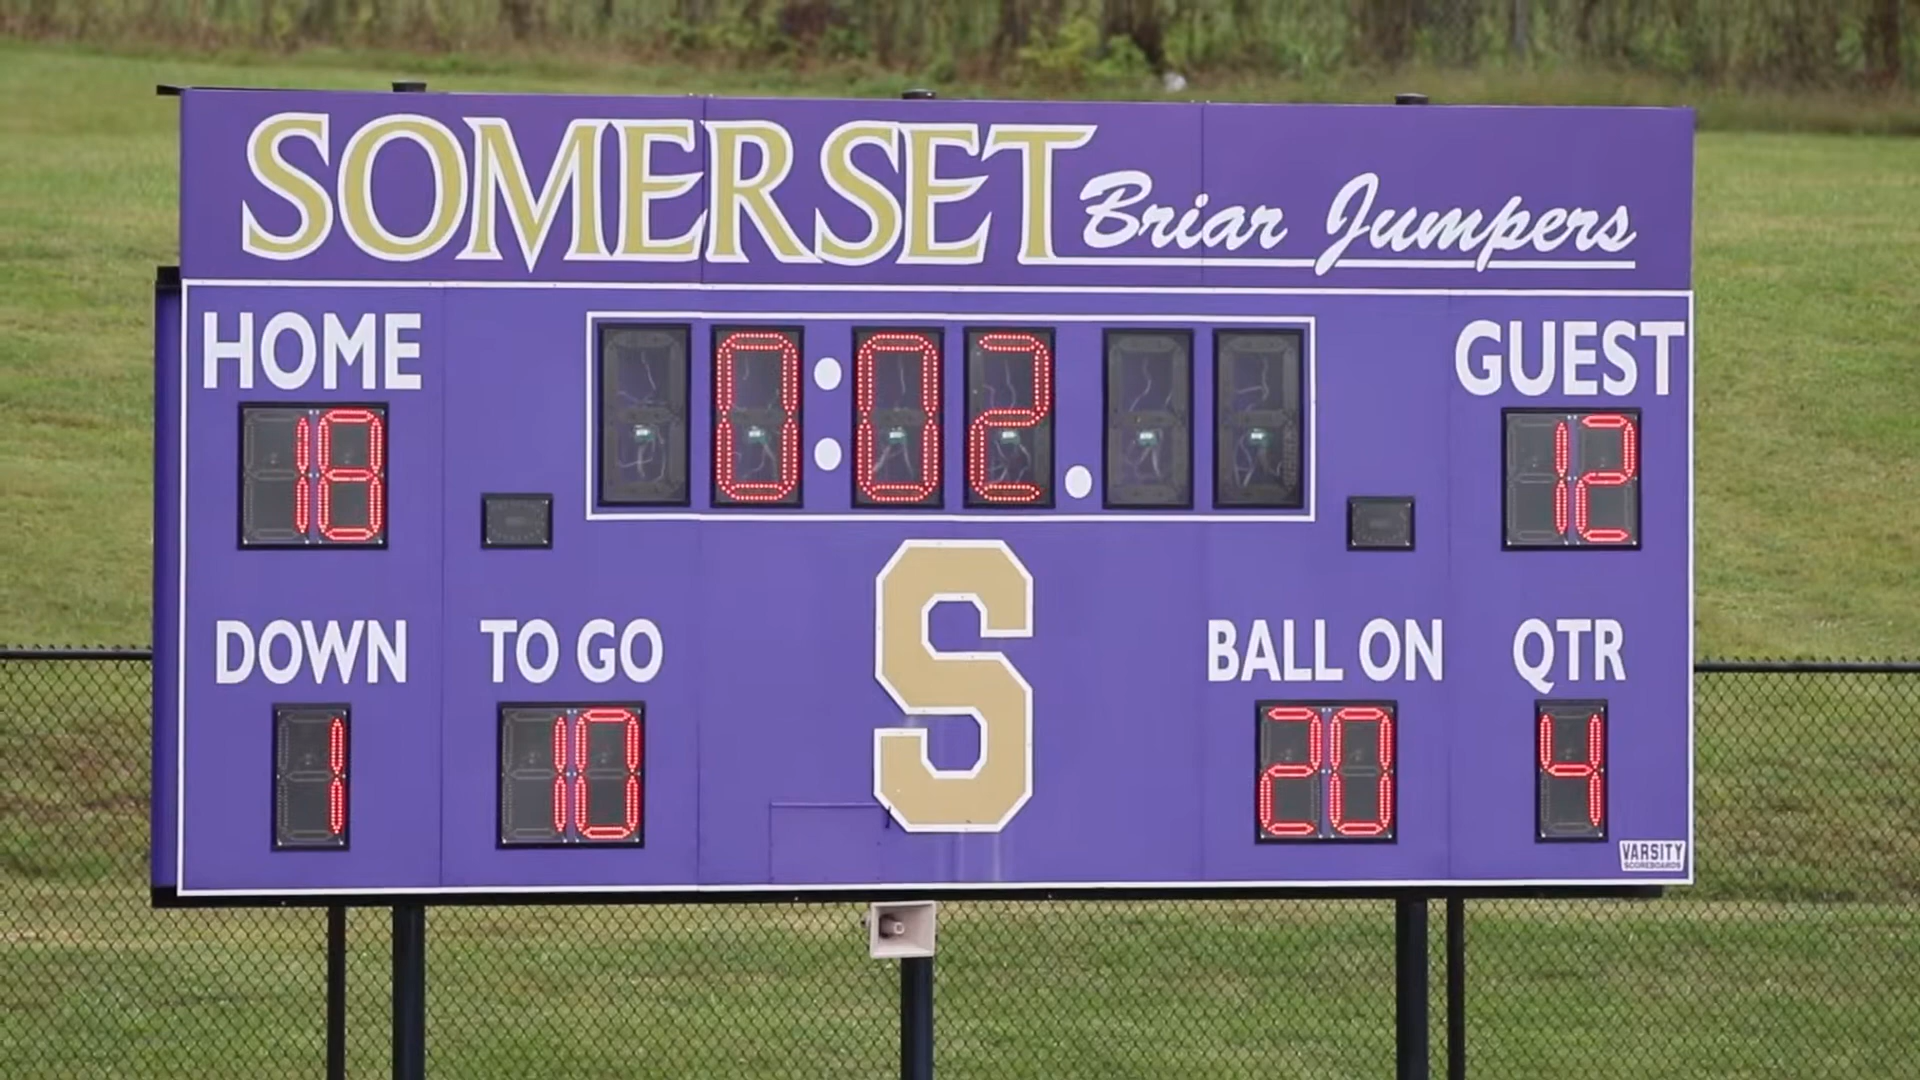 SOMERSET Briar Jumpers
HOME 0:02. GUEST
18 12
DOWN TO GO S BALL ON QTR
1 10 20 4
VARSITY
SCOREBOARDS